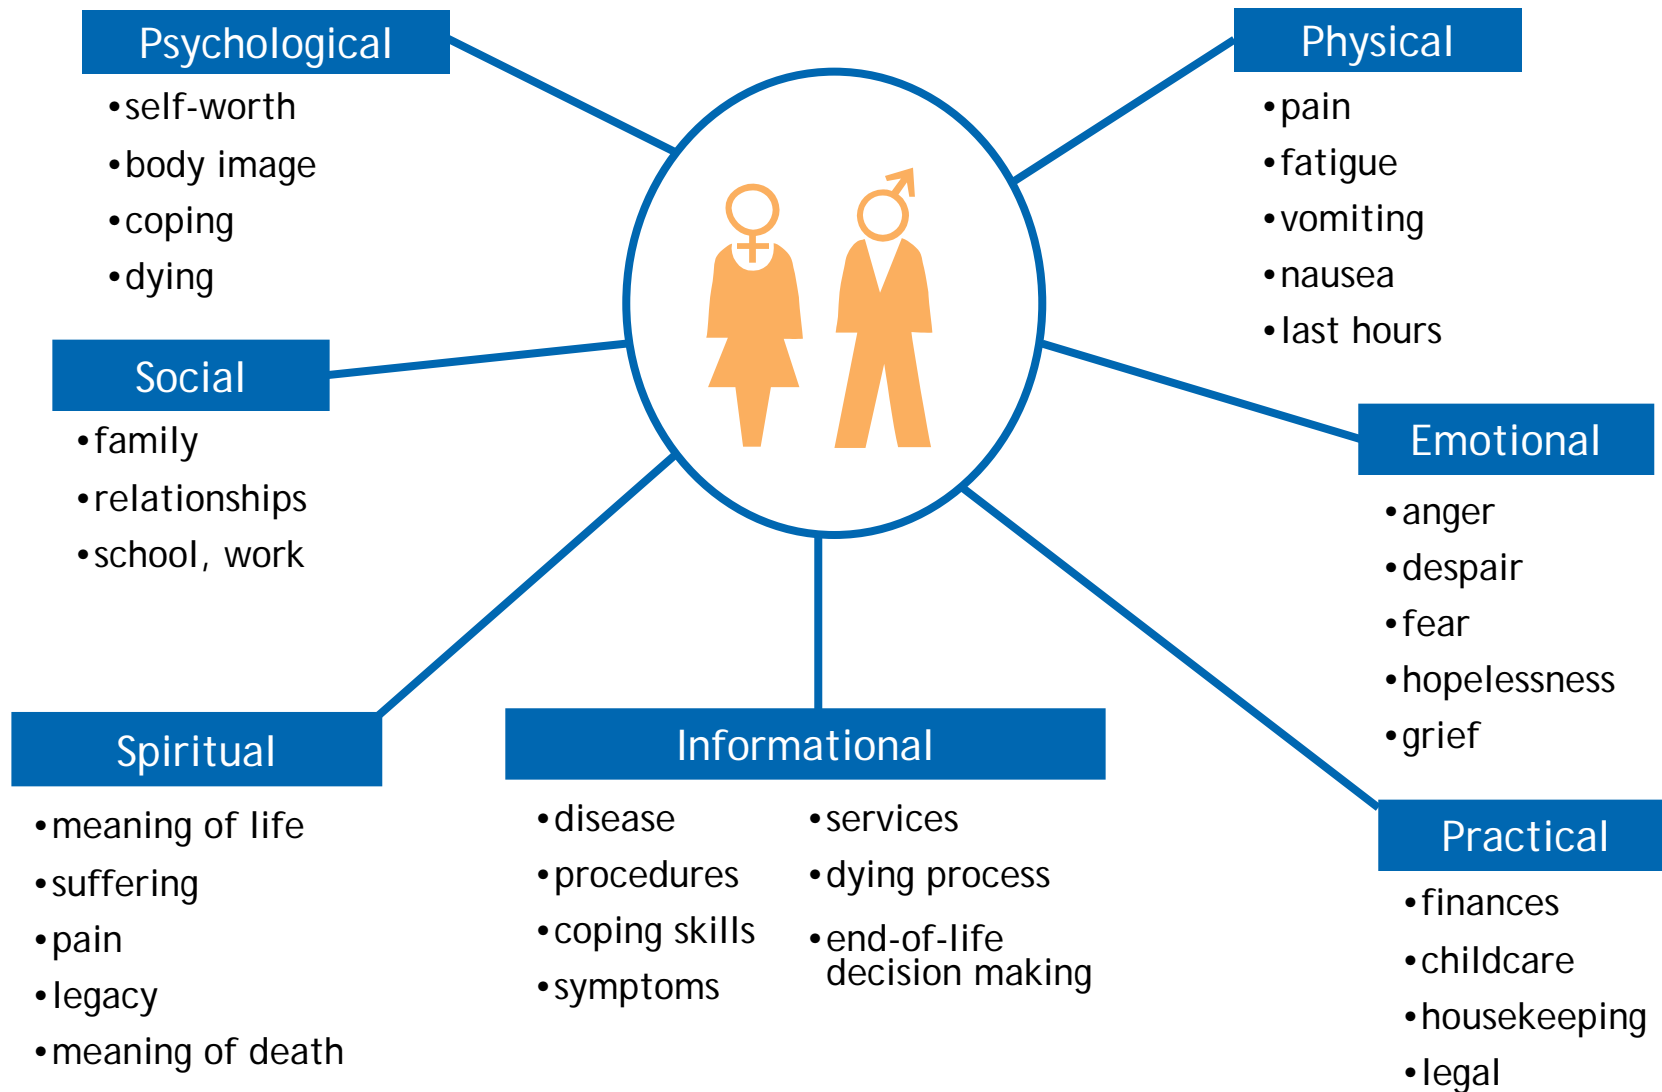 Psychological
•self-worth
•body image
•coping
•dying
Social
•family
•relationships
•school, work
Spiritual
•meaning of life
•suffering
•pain
•legacy
•meaning of death
Informational
•disease
•procedures
•coping skills
•symptoms
•services
•dying process
•end-of-life
decision making
Physical
•pain
•fatigue
•vomiting
•nausea
•last hours
Emotional
•anger
•despair
•fear
•hopelessness
•grief
Practical
•finances
•childcare
•housekeeping
•legal